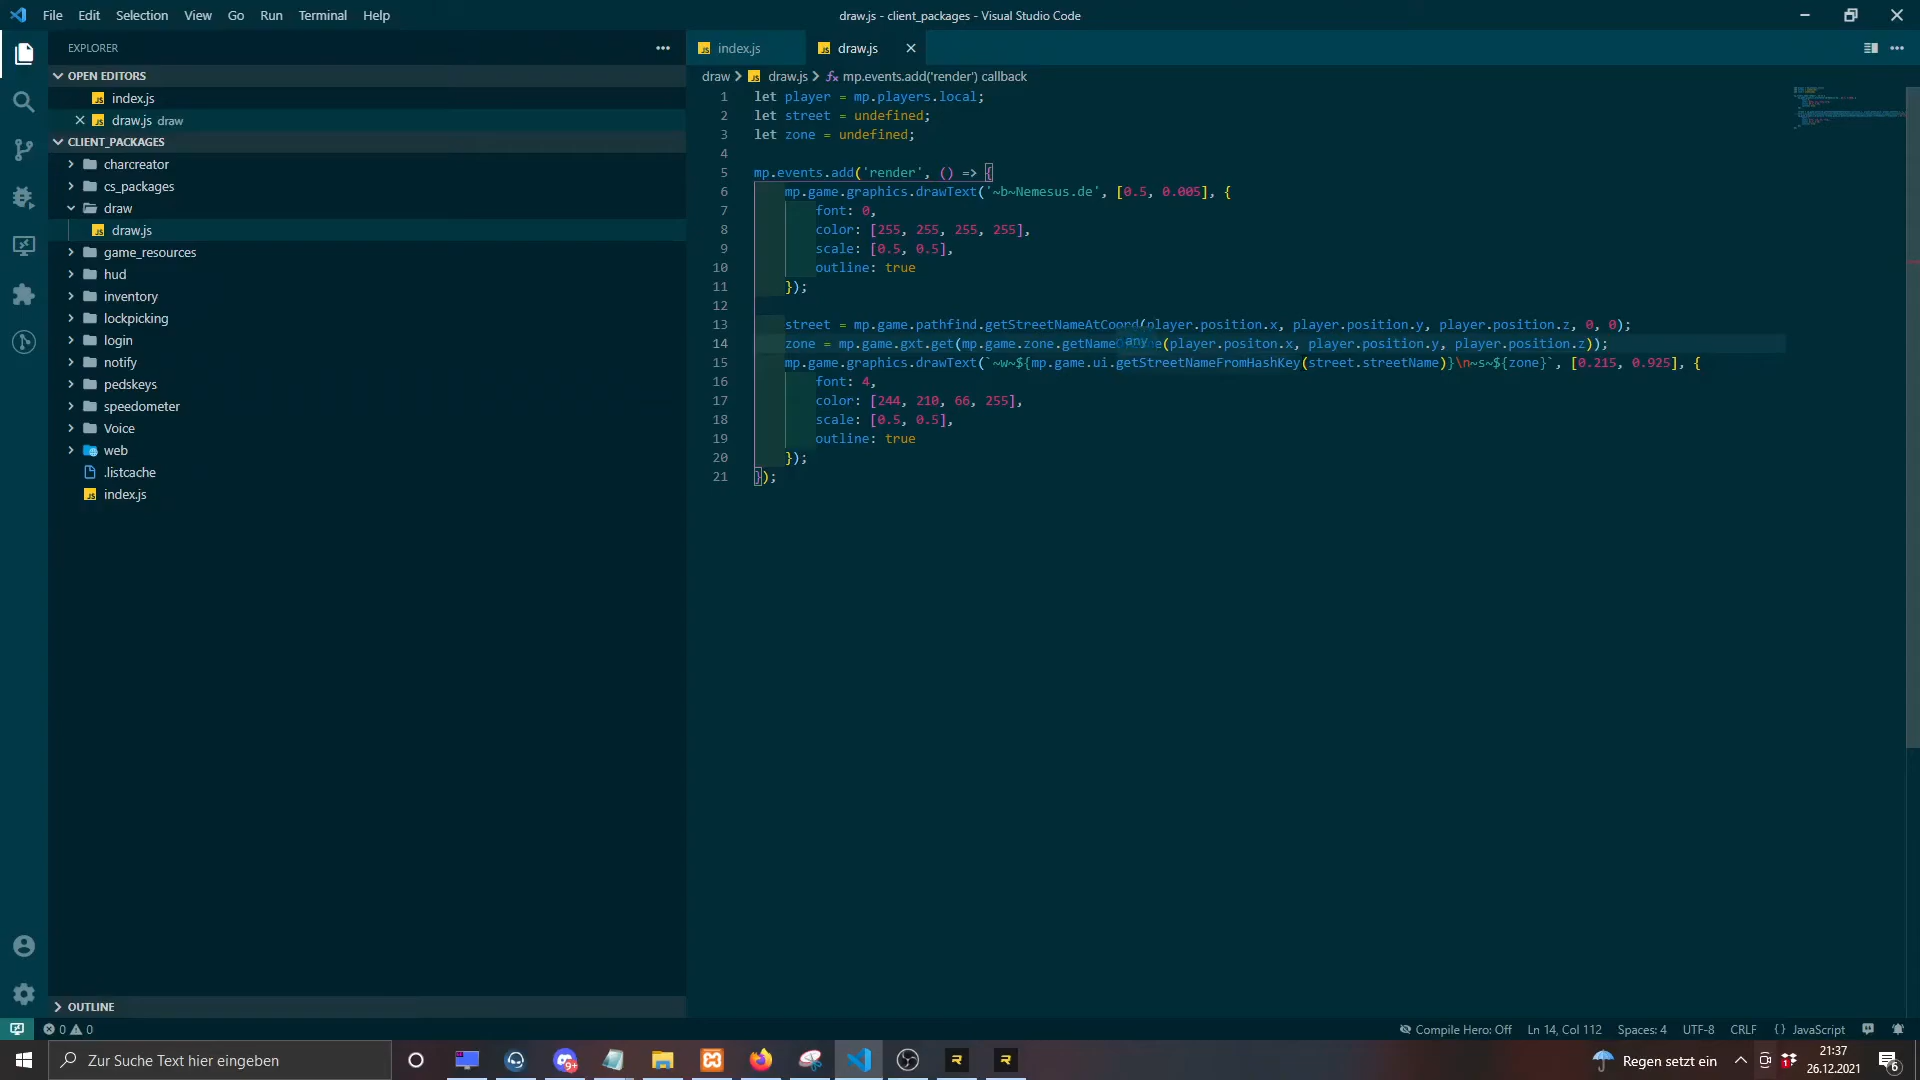 File Edit Selection View Go Run Terminal Help
draw.js - client_packages - Visual Studio Code
EXPLORER
OPEN EDITORS
index.js
draw.js draw
CLIENT_PACKAGES
charcreator
cs_packages
draw
draw.js
game_resources
hud
inventory
lockpicking
login
notify
pedskeys
speedometer
Voice
web
.listcache
index.js
OUTLINE
index.js draw.js
draw > draw.js > mp.events.add('render') callback
1 let player = mp.players.local;
2 let street = undefined;
3 let zone = undefined;
4
5 mp.events.add('render', () => {
6 mp.game.graphics.drawText('~b~Nemesus.de', [0.5, 0.005], {
7 font: 0,
8 color: [255, 255, 255, 255],
9 scale: [0.5, 0.5],
10 outline: true
11 });
12
13 street = mp.game.pathfind.getStreetNameAtCoord(player.position.x, player.position.y, player.position.z, 0, 0);
14 zone = mp.game.gxt.get(mp.game.zone.getName any e(player.positon.x, player.position.y, player.position.z));
15 mp.game.graphics.drawText(`~w~${mp.game.ui.getStreetNameFromHashKey(street.streetName)}\n~s~${zone}`, [0.215, 0.925], {
16 font: 4,
17 color: [244, 210, 66, 255],
18 scale: [0.5, 0.5],
19 outline: true
20 });
21 });
0 0
Compile Hero: Off Ln 14, Col 112 Spaces: 4 UTF-8 CRLF {} JavaScript
Zur Suche Text hier eingeben
9+
Regen setzt ein
21:37
26.12.2021
6